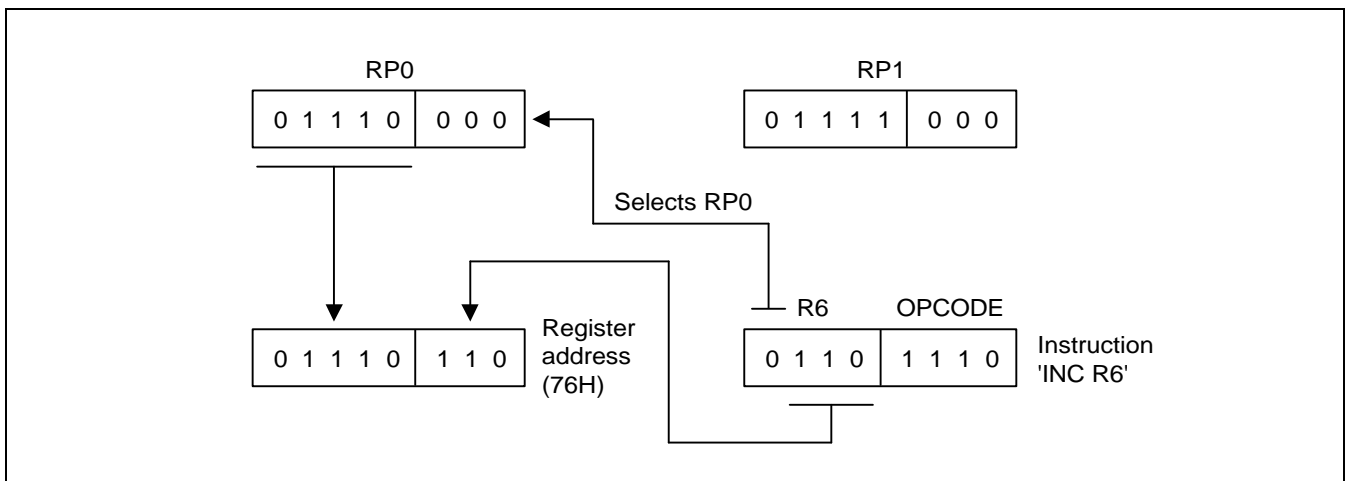 RP0
RP1
0 1 1 1 0 0 0 0
0 1 1 1 1 0 0 0
Selects RP0
R6 OPCODE
0 1 1 1 0 1 1 0
Register
address
(76H)
0 1 1 0 1 1 1 0
Instruction
'INC R6'